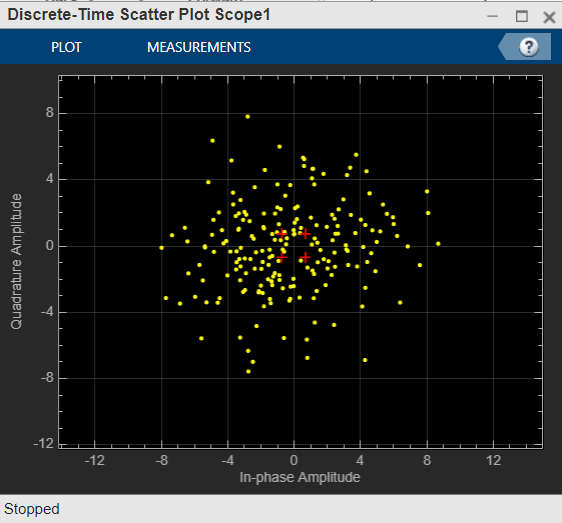 Discrete-Time Scatter Plot Scope1
PLOT MEASUREMENTS ?
8
4
0
-4
-8
-12
Quadrature Amplitude
-12 -8 -4 0 4 8 12
In-phase Amplitude
Stopped